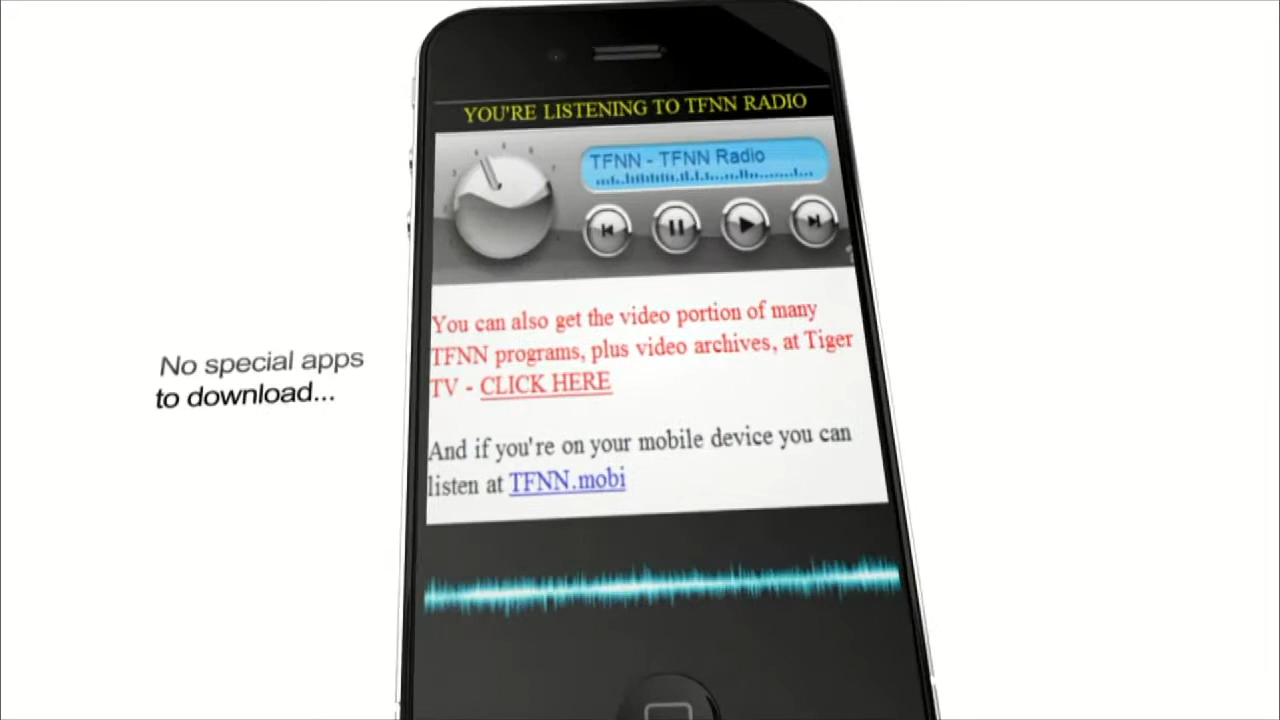 YOU'RE LISTENING TO TFNN RADIO
TFNN - TFNN Radio
You can also get the video portion of many
TFNN programs, plus video archives, at Tiger
TV - CLICK HERE
And if you're on your mobile device you can
listen at TFNN.mobi
No special apps
to download...